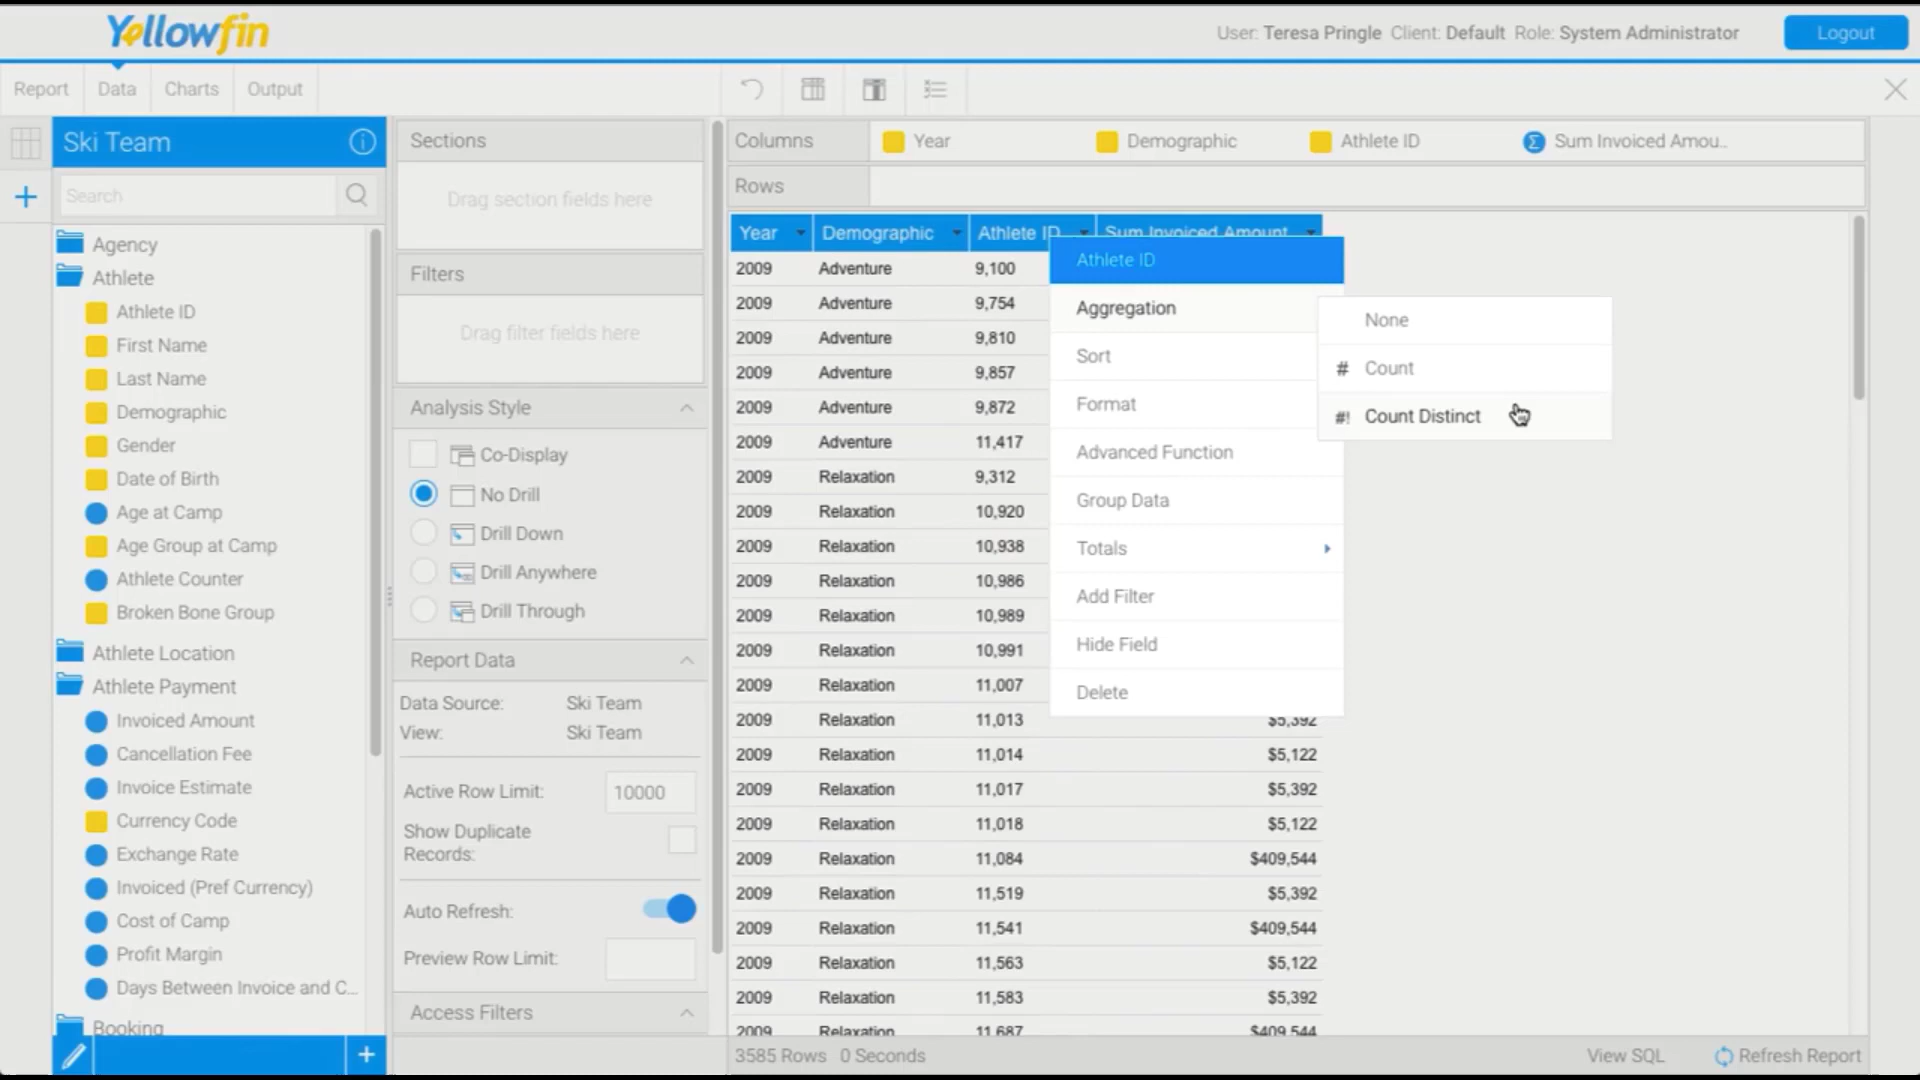 Yellowfin
User: Teresa Pringle Client: Default Role: System Administrator
Logout
Report
Data
Charts
Output
Ski Team
Search
Agency
Athlete
Athlete ID
First Name
Last Name
Demographic
Gender
Date of Birth
Age at Camp
Age Group at Camp
Athlete Counter
Broken Bone Group
Athlete Location
Athlete Payment
Invoiced Amount
Cancellation Fee
Invoice Estimate
Currency Code
Exchange Rate
Invoiced (Pref Currency)
Cost of Camp
Profit Margin
Days Between Invoice and C...
Booking
Sections
Drag section fields here
Filters
Drag filter fields here
Analysis Style
Co-Display
No Drill
Drill Down
Drill Anywhere
Drill Through
Report Data
Data Source: Ski Team
View: Ski Team
Active Row Limit: 10000
Show Duplicate
Records:
Auto Refresh:
Preview Row Limit:
Access Filters
Columns Year Demographic Athlete ID Σ Sum Invoiced Amou..
Rows
Year Demographic Athlete ID Sum Invoiced Amount
2009 Adventure 9,100
2009 Adventure 9,754
2009 Adventure 9,810
2009 Adventure 9,857
2009 Adventure 9,872
2009 Adventure 11,417
2009 Relaxation 9,312
2009 Relaxation 10,920
2009 Relaxation 10,938
2009 Relaxation 10,986
2009 Relaxation 10,989
2009 Relaxation 10,991
2009 Relaxation 11,007
2009 Relaxation 11,013 $5,392
2009 Relaxation 11,014 $5,122
2009 Relaxation 11,017 $5,392
2009 Relaxation 11,018 $5,122
2009 Relaxation 11,084 $409,544
2009 Relaxation 11,519 $5,392
2009 Relaxation 11,541 $409,544
2009 Relaxation 11,563 $5,122
2009 Relaxation 11,583 $5,392
2009 Relaxation 11,687 $409,544
Athlete ID
Aggregation
Sort
Format
Advanced Function
Group Data
Totals
Add Filter
Hide Field
Delete
None
# Count
#! Count Distinct
3585 Rows 0 Seconds
View SQL
Refresh Report